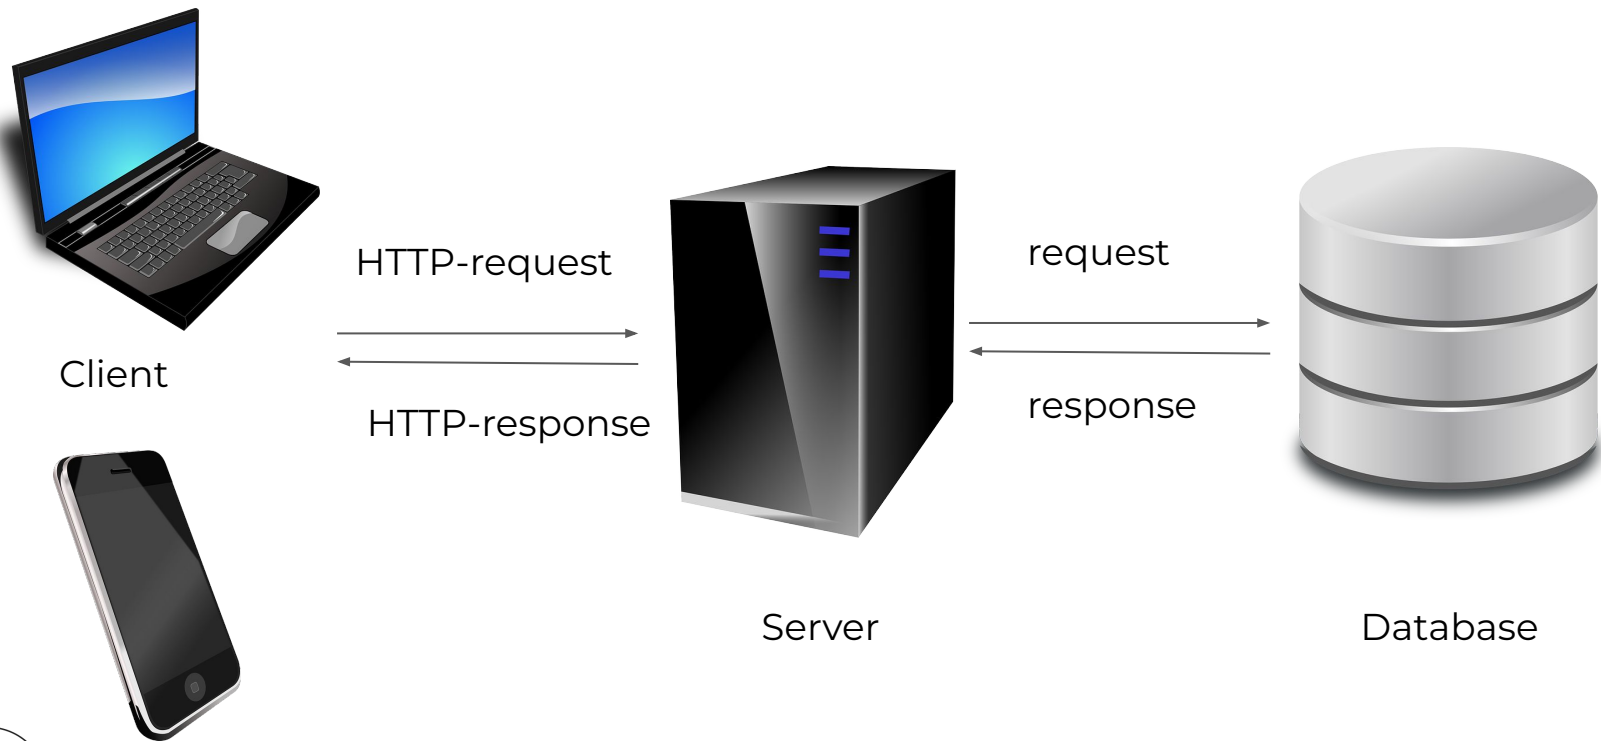 Client
HTTP-request
HTTP-response
Server
request
response
Database